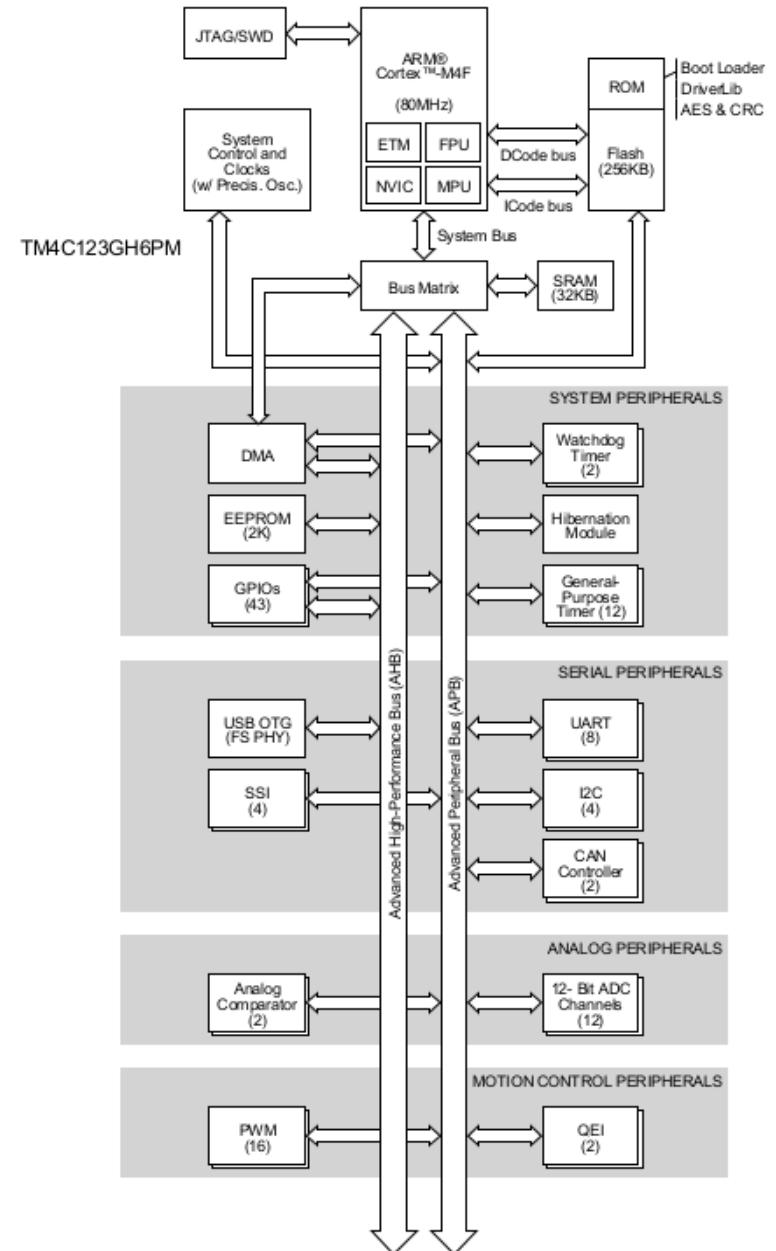 JTAG/SWD
ARM®
Cortex™-M4F
(80MHz)
ETM
FPU
NVIC
MPU
ROM
Boot Loader
DriverLib
AES & CRC
Flash
(256KB)
DCode bus
ICode bus
System
Control and
Clocks
(w/ Precis. Osc.)
TM4C123GH6PM
System Bus
Bus Matrix
SRAM
(32KB)
SYSTEM PERIPHERALS
DMA
Watchdog
Timer
(2)
EEPROM
(2K)
Hibernation
Module
GPIOs
(43)
General-
Purpose
Timer (12)
Advanced High-Performance Bus (AHB)
Advanced Peripheral Bus (APB)
SERIAL PERIPHERALS
USB OTG
(FS PHY)
UART
(8)
SSI
(4)
I2C
(4)
CAN
Controller
(2)
ANALOG PERIPHERALS
Analog
Comparator
(2)
12- Bit ADC
Channels
(12)
MOTION CONTROL PERIPHERALS
PWM
(16)
QEI
(2)